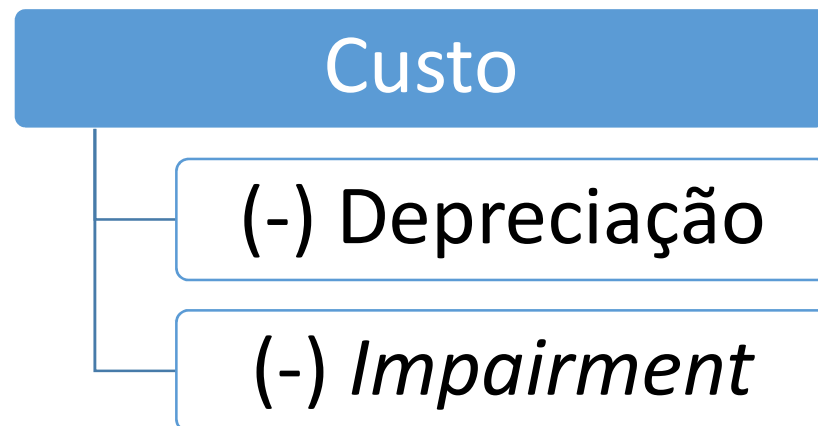 Custo
(-) Depreciação
(-) Impairment